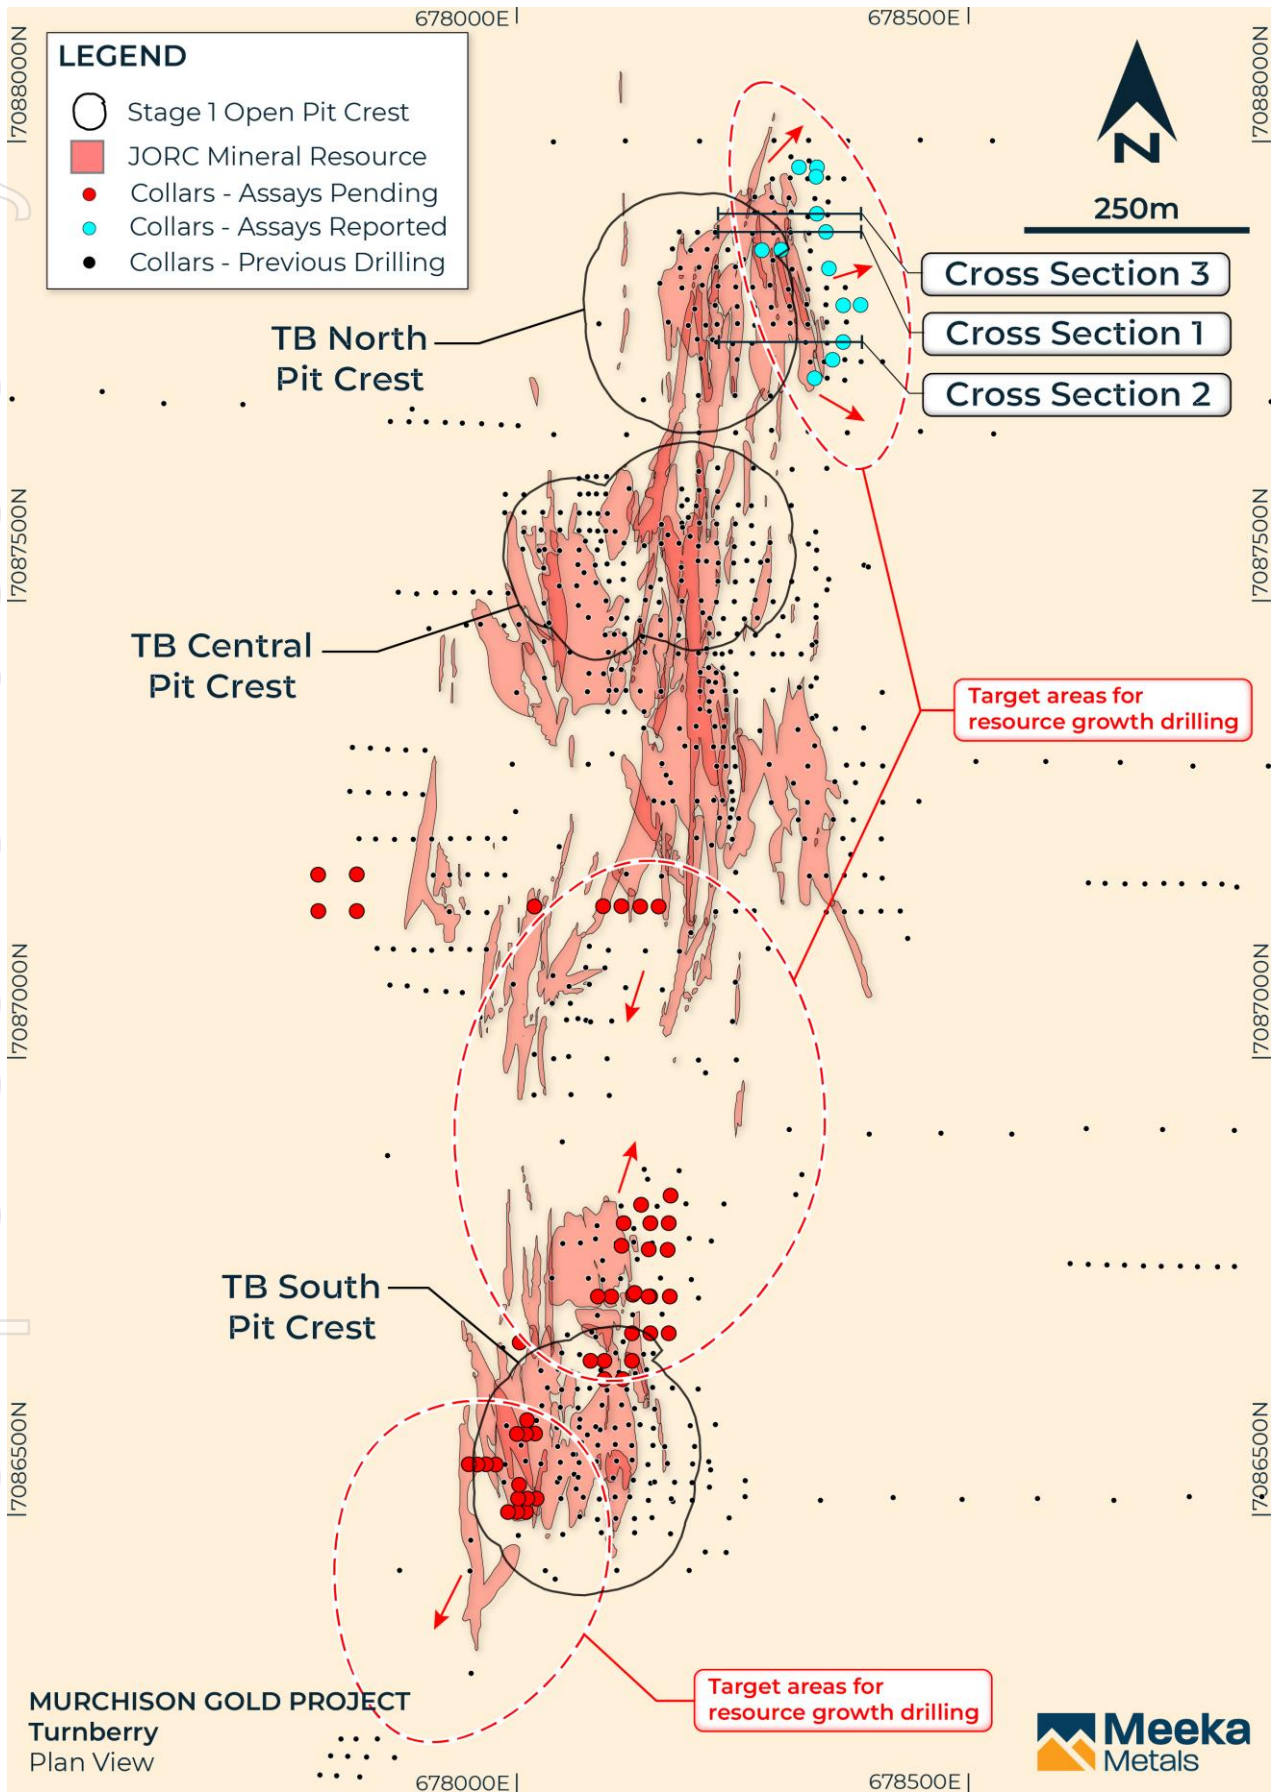 678000E
678500E
7088000N
7088000N
LEGEND
Stage 1 Open Pit Crest
JORC Mineral Resource
Collars - Assays Pending
Collars - Assays Reported
Collars - Previous Drilling
N
250m
Cross Section 3
Cross Section 1
Cross Section 2
TB North
Pit Crest
7087500N
7087500N
TB Central
Pit Crest
Target areas for
resource growth drilling
7087000N
7087000N
TB South
Pit Crest
7086500N
7086500N
Target areas for
resource growth drilling
MURCHISON GOLD PROJECT
Turnberry
Plan View
Meeka
Metals
678000E
678500E